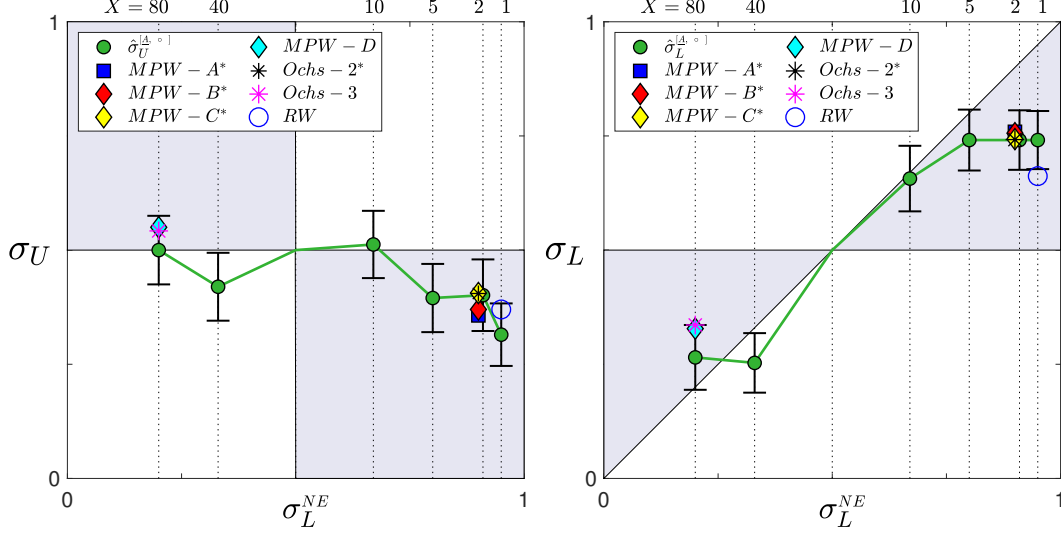 X = 80 40 10 5 2 1
σ̂_U^[A, ∘] MPW − D
MPW − A* Ochs − 2*
MPW − B* Ochs − 3
MPW − C* RW
1
σ_U
0
0 1
σ_L^NE
X = 80 40 10 5 2 1
σ̂_L^[A, ∘] MPW − D
MPW − A* Ochs − 2*
MPW − B* Ochs − 3
MPW − C* RW
1
σ_L
0
0 1
σ_L^NE